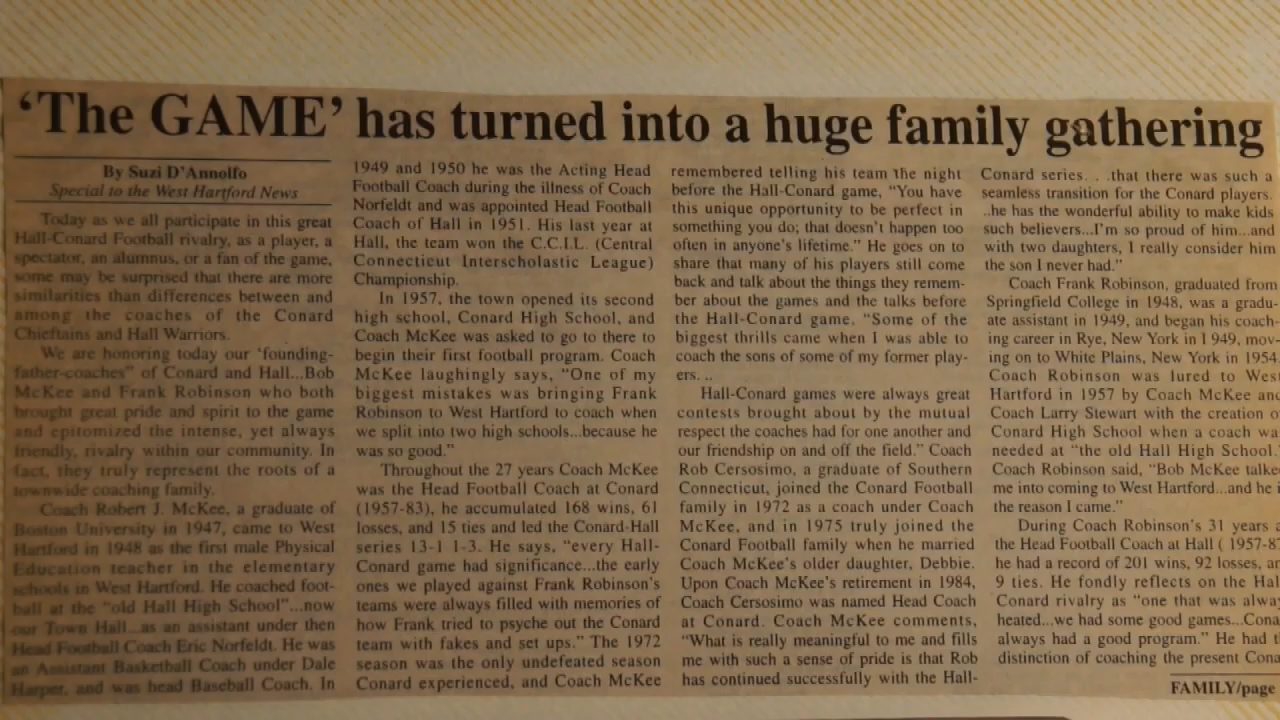 ‘The GAME’ has turned into a huge family gathering
By Suzi D’Annolfo
Special to the West Hartford News
Today as we all participate in this great
Hall-Conard Football rivalry, as a player, a
spectator, an alumnus, or a fan of the game,
some may be surprised that there are more
similarities than differences between and
among the coaches of the Conard
Chieftains and Hall Warriors.
We are honoring today our ‘founding-
father-coaches” of Conard and Hall...Bob
McKee and Frank Robinson who both
brought great pride and spirit to the game
and epitomized the intense, yet always
friendly, rivalry within our community. In
fact, they truly represent the roots of a
townwide coaching family.
Coach Robert J. McKee, a graduate of
Boston University in 1947, came to West
Hartford in 1948 as the first male Physical
Education teacher in the elementary
schools in West Hartford. He coached foot-
ball at the “old Hall High School”...now
our Town Hall...as an assistant under then
Head Football Coach Eric Norfeldt. He was
an Assistant Basketball Coach under Dale
Harper, and was head Baseball Coach. In
1949 and 1950 he was the Acting Head
Football Coach during the illness of Coach
Norfeldt and was appointed Head Football
Coach of Hall in 1951. His last year at
Hall, the team won the C.C.I.L. (Central
Connecticut Interscholastic League)
Championship.
In 1957, the town opened its second
high school, Conard High School, and
Coach McKee was asked to go to there to
begin their first football program. Coach
McKee laughingly says, “One of my
biggest mistakes was bringing Frank
Robinson to West Hartford to coach when
we split into two high schools...because he
was so good.”
Throughout the 27 years Coach McKee
was the Head Football Coach at Conard
(1957-83), he accumulated 168 wins, 61
losses, and 15 ties and led the Conard-Hall
series 13-1 1-3. He says, “every Hall-
Conard game had significance...the early
ones we played against Frank Robinson’s
teams were always filled with memories of
how Frank tried to psyche out the Conard
team with fakes and set ups.” The 1972
season was the only undefeated season
Conard experienced, and Coach McKee
remembered telling his team the night
before the Hall-Conard game, “You have
this unique opportunity to be perfect in
something you do; that doesn’t happen too
often in anyone’s lifetime.” He goes on to
share that many of his players still come
back and talk about the things they remem-
ber about the games and the talks before
the Hall-Conard game. “Some of the
biggest thrills came when I was able to
coach the sons of some of my former play-
ers. ..
Hall-Conard games were always great
contests brought about by the mutual
respect the coaches had for one another and
our friendship on and off the field.” Coach
Rob Cersosimo, a graduate of Southern
Connecticut, joined the Conard Football
family in 1972 as a coach under Coach
McKee, and in 1975 truly joined the
Conard Football family when he married
Coach McKee’s older daughter, Debbie.
Upon Coach McKee’s retirement in 1984,
Coach Cersosimo was named Head Coach
at Conard. Coach McKee comments,
“What is really meaningful to me and fills
me with such a sense of pride is that Rob
has continued successfully with the Hall-
Conard series. . .that there was such a
seamless transition for the Conard players.
..he has the wonderful ability to make kids
such believers...I’m so proud of him...and
with two daughters, I really consider him
the son I never had.”
Coach Frank Robinson, graduated from
Springfield College in 1948, was a gradu-
ate assistant in 1949, and began his coach-
ing career in Rye, New York in 1 949, mov-
ing on to White Plains, New York in 1954
Coach Robinson was lured to West
Hartford in 1957 by Coach McKee and
Coach Larry Stewart with the creation o
Conard High School when a coach wa
needed at “the old Hall High School.
Coach Robinson said, “Bob McKee talke
me into coming to West Hartford...and he i
the reason I came.”
During Coach Robinson’s 31 years a
the Head Football Coach at Hall ( 1957-87
he had a record of 201 wins, 92 losses, an
9 ties. He fondly reflects on the Hal
Conard rivalry as “one that was alwa
heated...we had some good games...Cona
always had a good program.” He had t
distinction of coaching the present Cona
FAMILY/page